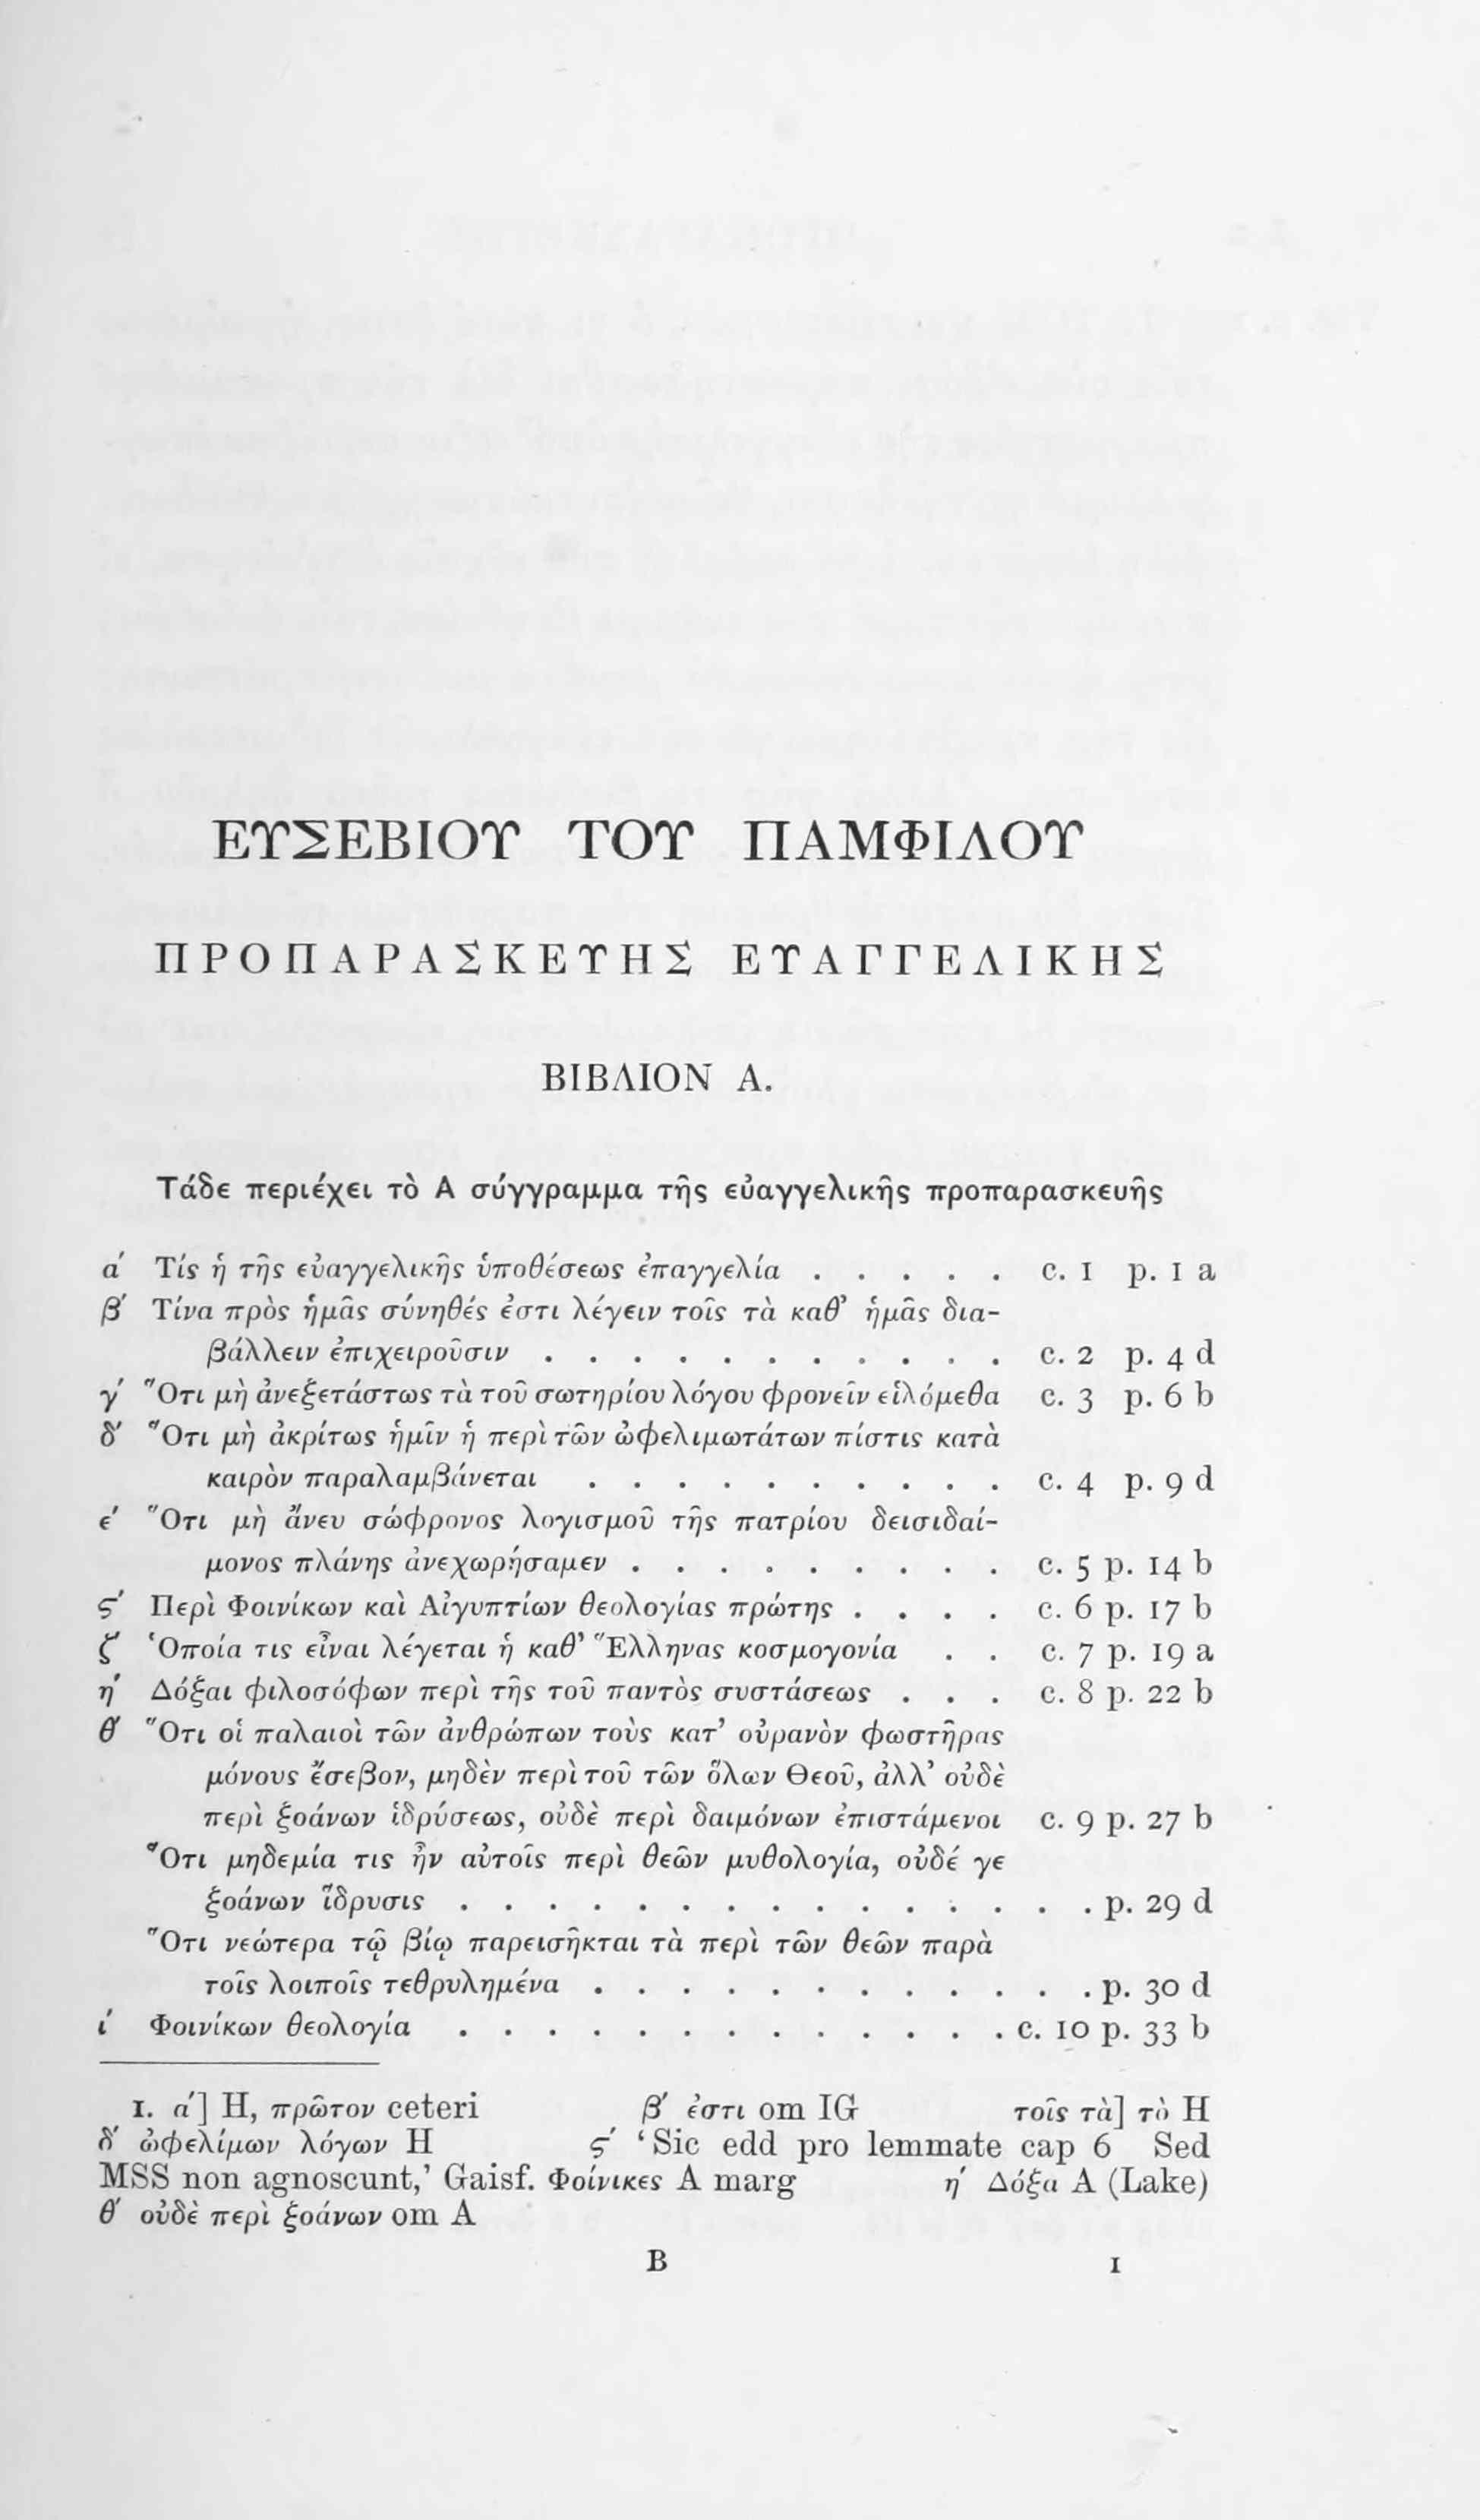 ΕΥΣΕΒΙΟΥ ΤΟΥ ΠΑΜΦΙΛΟΥ
ΠΡΟΠΑΡΑΣΚΕΥΗΣ ΕΥΑΓΓΕΛΙΚΗΣ
ΒΙΒΛΙΟΝ Α.
Τάδε περιέχει τὸ Α σύγγραμμα τῆς εὐαγγελικῆς προπαρασκευῆς
α′ Τίς ἡ τῆς εὐαγγελικῆς ὑποθέσεως ἐπαγγελία . . . . . c. 1 p. 1 a
β′ Τίνα πρὸς ἡμᾶς σύνηθές ἐστι λέγειν τοῖς τὰ καθ’ ἡμᾶς δια-
βάλλειν ἐπιχειροῦσιν . . . . . . . . . . . c. 2 p. 4 d
γ′ Ὅτι μὴ ἀνεξετάστως τὰ τοῦ σωτηρίου λόγου φρονεῖν εἱλόμεθα c. 3 p. 6 b
δ′ Ὅτι μὴ ἀκρίτως ἡμῖν ἡ περὶ τῶν ὠφελιμωτάτων πίστις κατὰ
καιρὸν παραλαμβάνεται . . . . . . . . . . c. 4 p. 9 d
ε′ Ὅτι μὴ ἄνευ σώφρονος λογισμοῦ τῆς πατρίου δεισιδαί-
μονος πλάνης ἀνεχωρήσαμεν . . . . . . . . . c. 5 p. 14 b
ϛ′ Περὶ Φοινίκων καὶ Αἰγυπτίων θεολογίας πρώτης . . . . c. 6 p. 17 b
ζ′ Ὁποία τις εἶναι λέγεται ἡ καθ’ Ἕλληνας κοσμογονία . . c. 7 p. 19 a
η′ Δόξαι φιλοσόφων περὶ τῆς τοῦ παντὸς συστάσεως . . . c. 8 p. 22 b
θ′ Ὅτι οἱ παλαιοὶ τῶν ἀνθρώπων τοὺς κατ’ οὐρανὸν φωστῆρας
μόνους ἔσεβον, μηδὲν περὶ τοῦ τῶν ὅλων Θεοῦ, ἀλλ’ οὐδὲ
περὶ ξοάνων ἱδρύσεως, οὐδὲ περὶ δαιμόνων ἐπιστάμενοι c. 9 p. 27 b
Ὅτι μηδεμία τις ἦν αὐτοῖς περὶ θεῶν μυθολογία, οὐδέ γε
ξοάνων ἵδρυσις . . . . . . . . . . . . . . . p. 29 d
Ὅτι νεώτερα τῷ βίῳ παρεισῆκται τὰ περὶ τῶν θεῶν παρὰ
τοῖς λοιποῖς τεθρυλημένα . . . . . . . . . . . . p. 30 d
ι′ Φοινίκων θεολογία . . . . . . . . . . . . . c. 10 p. 33 b
1. α′] H, πρῶτον ceteri β′ ἐστι om IG τοῖς τὰ] τὸ H
δ′ ὠφελίμων λόγων H ϛ′ ‘Sic edd pro lemmate cap 6 Sed
MSS non agnoscunt,’ Gaisf. Φοίνικες A marg η′ Δόξα A (Lake)
θ′ οὐδὲ περὶ ξοάνων om A
B 1